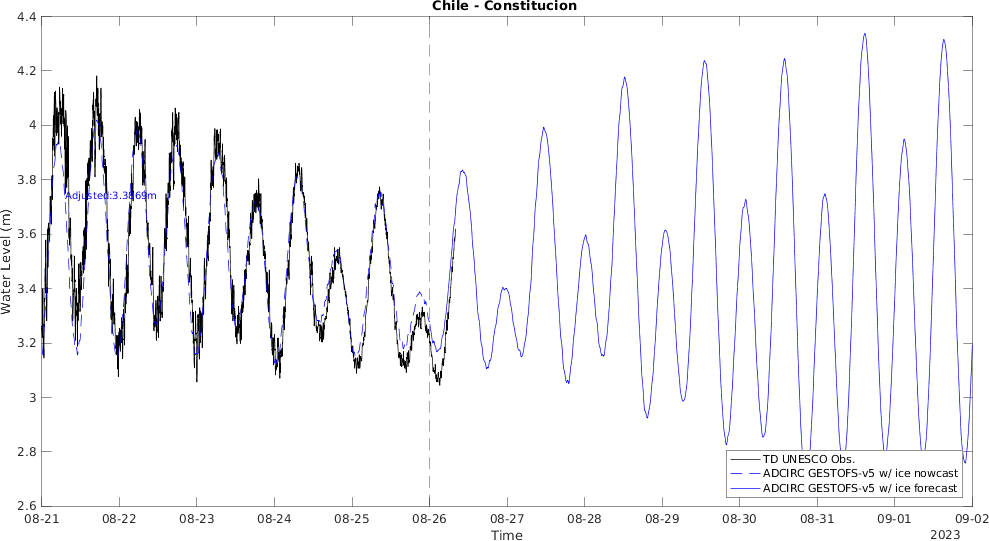 Chile - Constitucion
4.4
4.2
4
3.8
3.6
3.4
3.2
3
2.8
2.6
Water Level (m)
Adjusted:3.3869m
TD UNESCO Obs.
ADCIRC GESTOFS-v5 w/ ice nowcast
ADCIRC GESTOFS-v5 w/ ice forecast
08-21 08-22 08-23 08-24 08-25 08-26 08-27 08-28 08-29 08-30 08-31 09-01 09-02
Time
2023